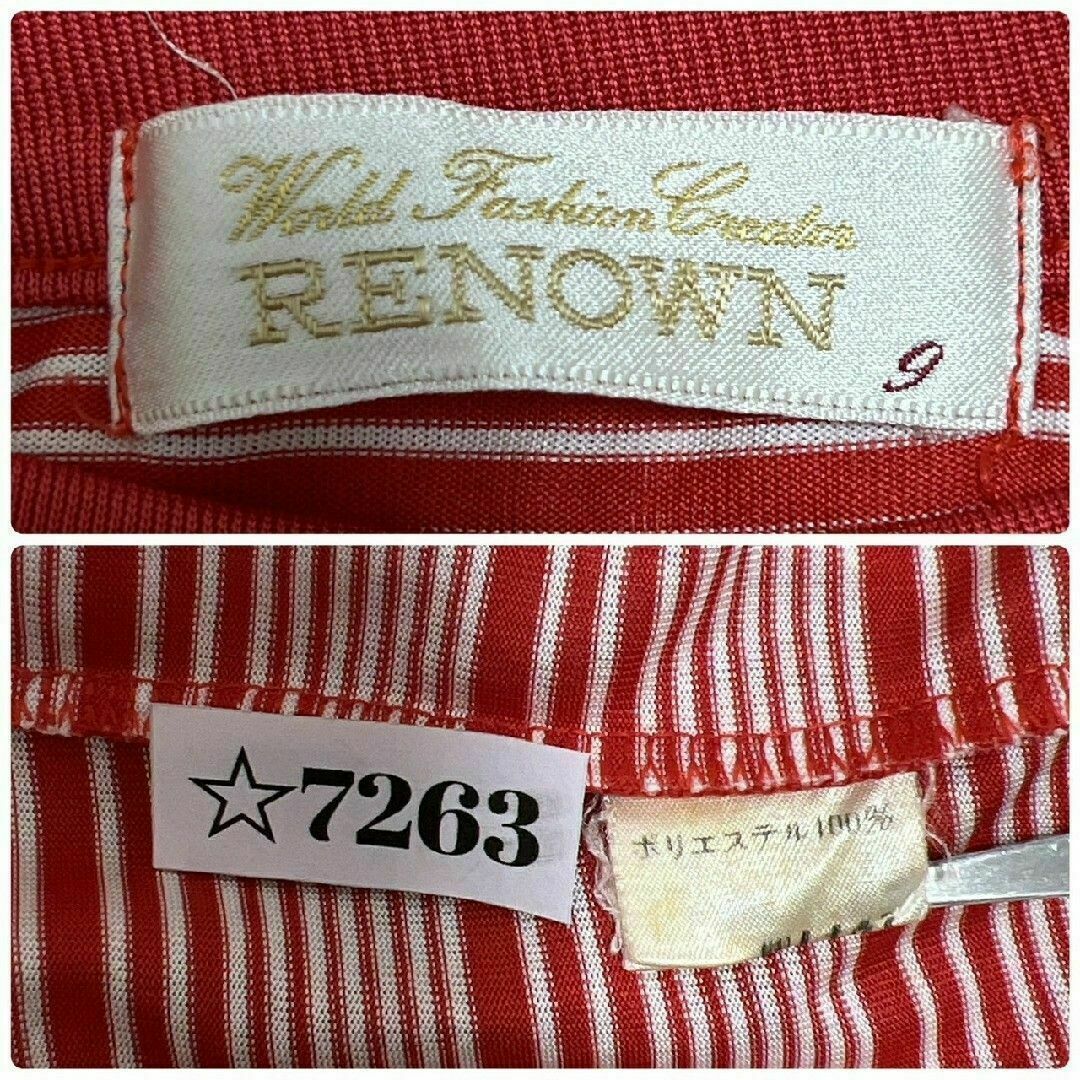 World Fashion Creator
RENOWN
9
☆7263
ポリエステル100%